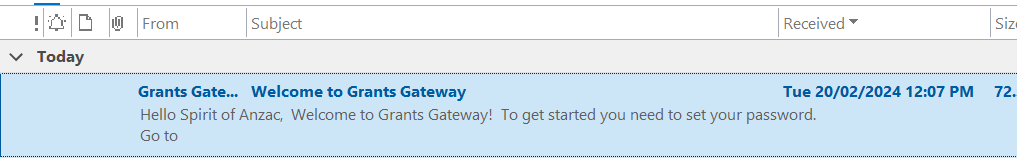 ! From Subject Received Siz
Today
Grants Gate... Welcome to Grants Gateway Tue 20/02/2024 12:07 PM 72.
Hello Spirit of Anzac, Welcome to Grants Gateway! To get started you need to set your password.
Go to